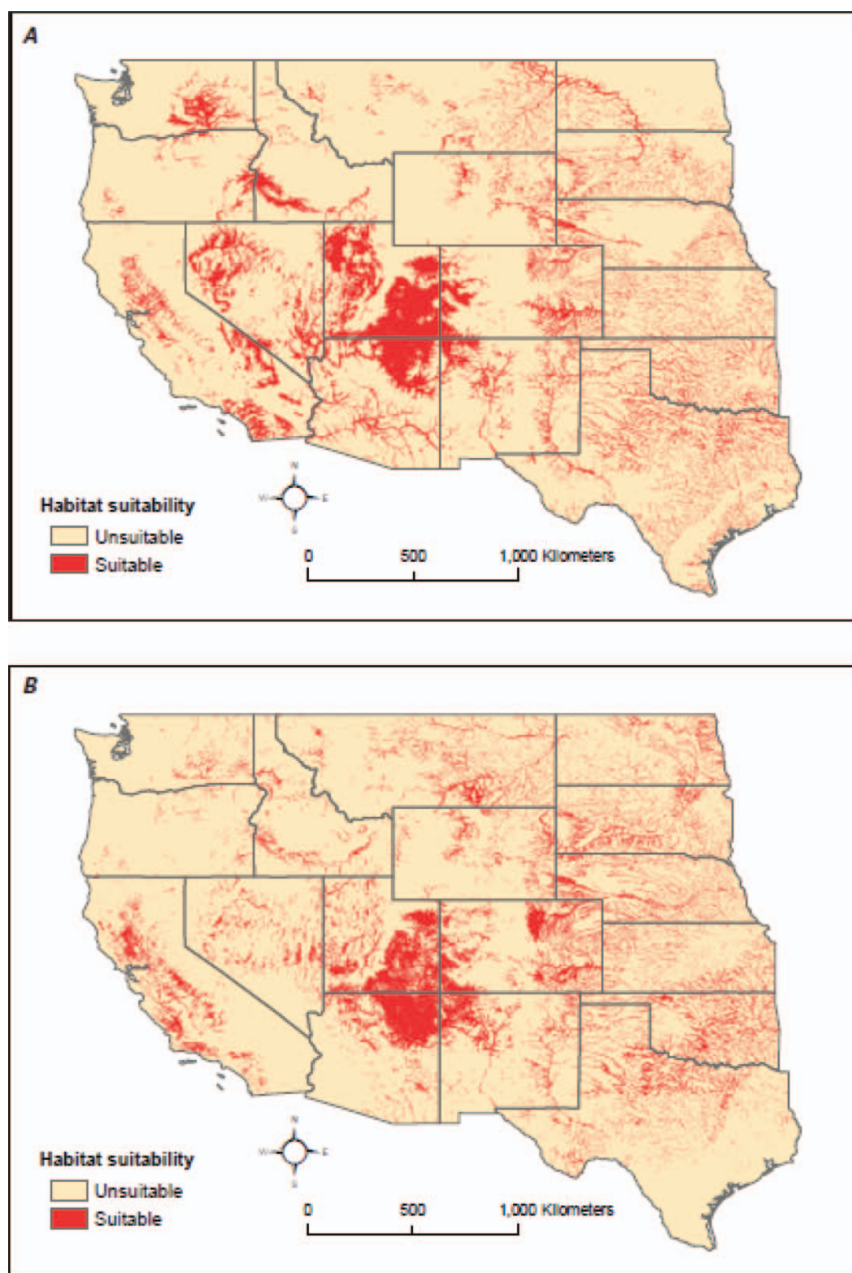 A
N
W E
S
Habitat suitability
Unsuitable
Suitable
0 500 1,000 Kilometers
B
N
W E
S
Habitat suitability
Unsuitable
Suitable
0 500 1,000 Kilometers